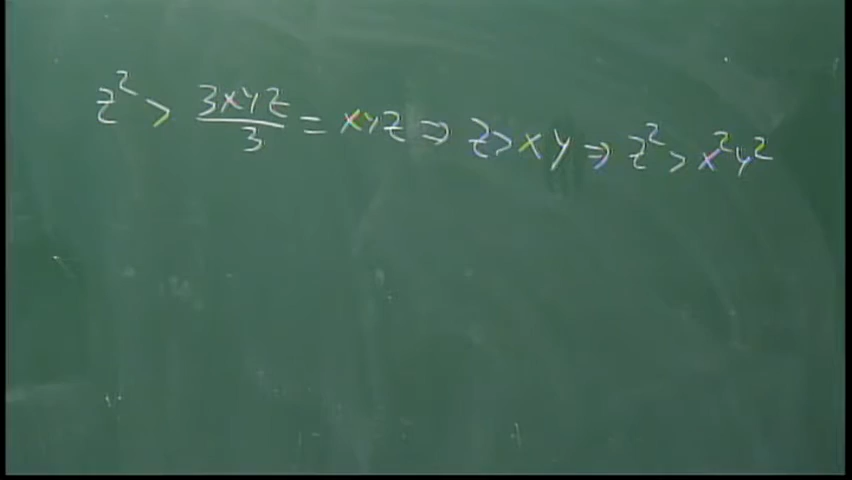 z² > 3xyz/3 = xyz ⇒ z > xy ⇒ z² > x²y²